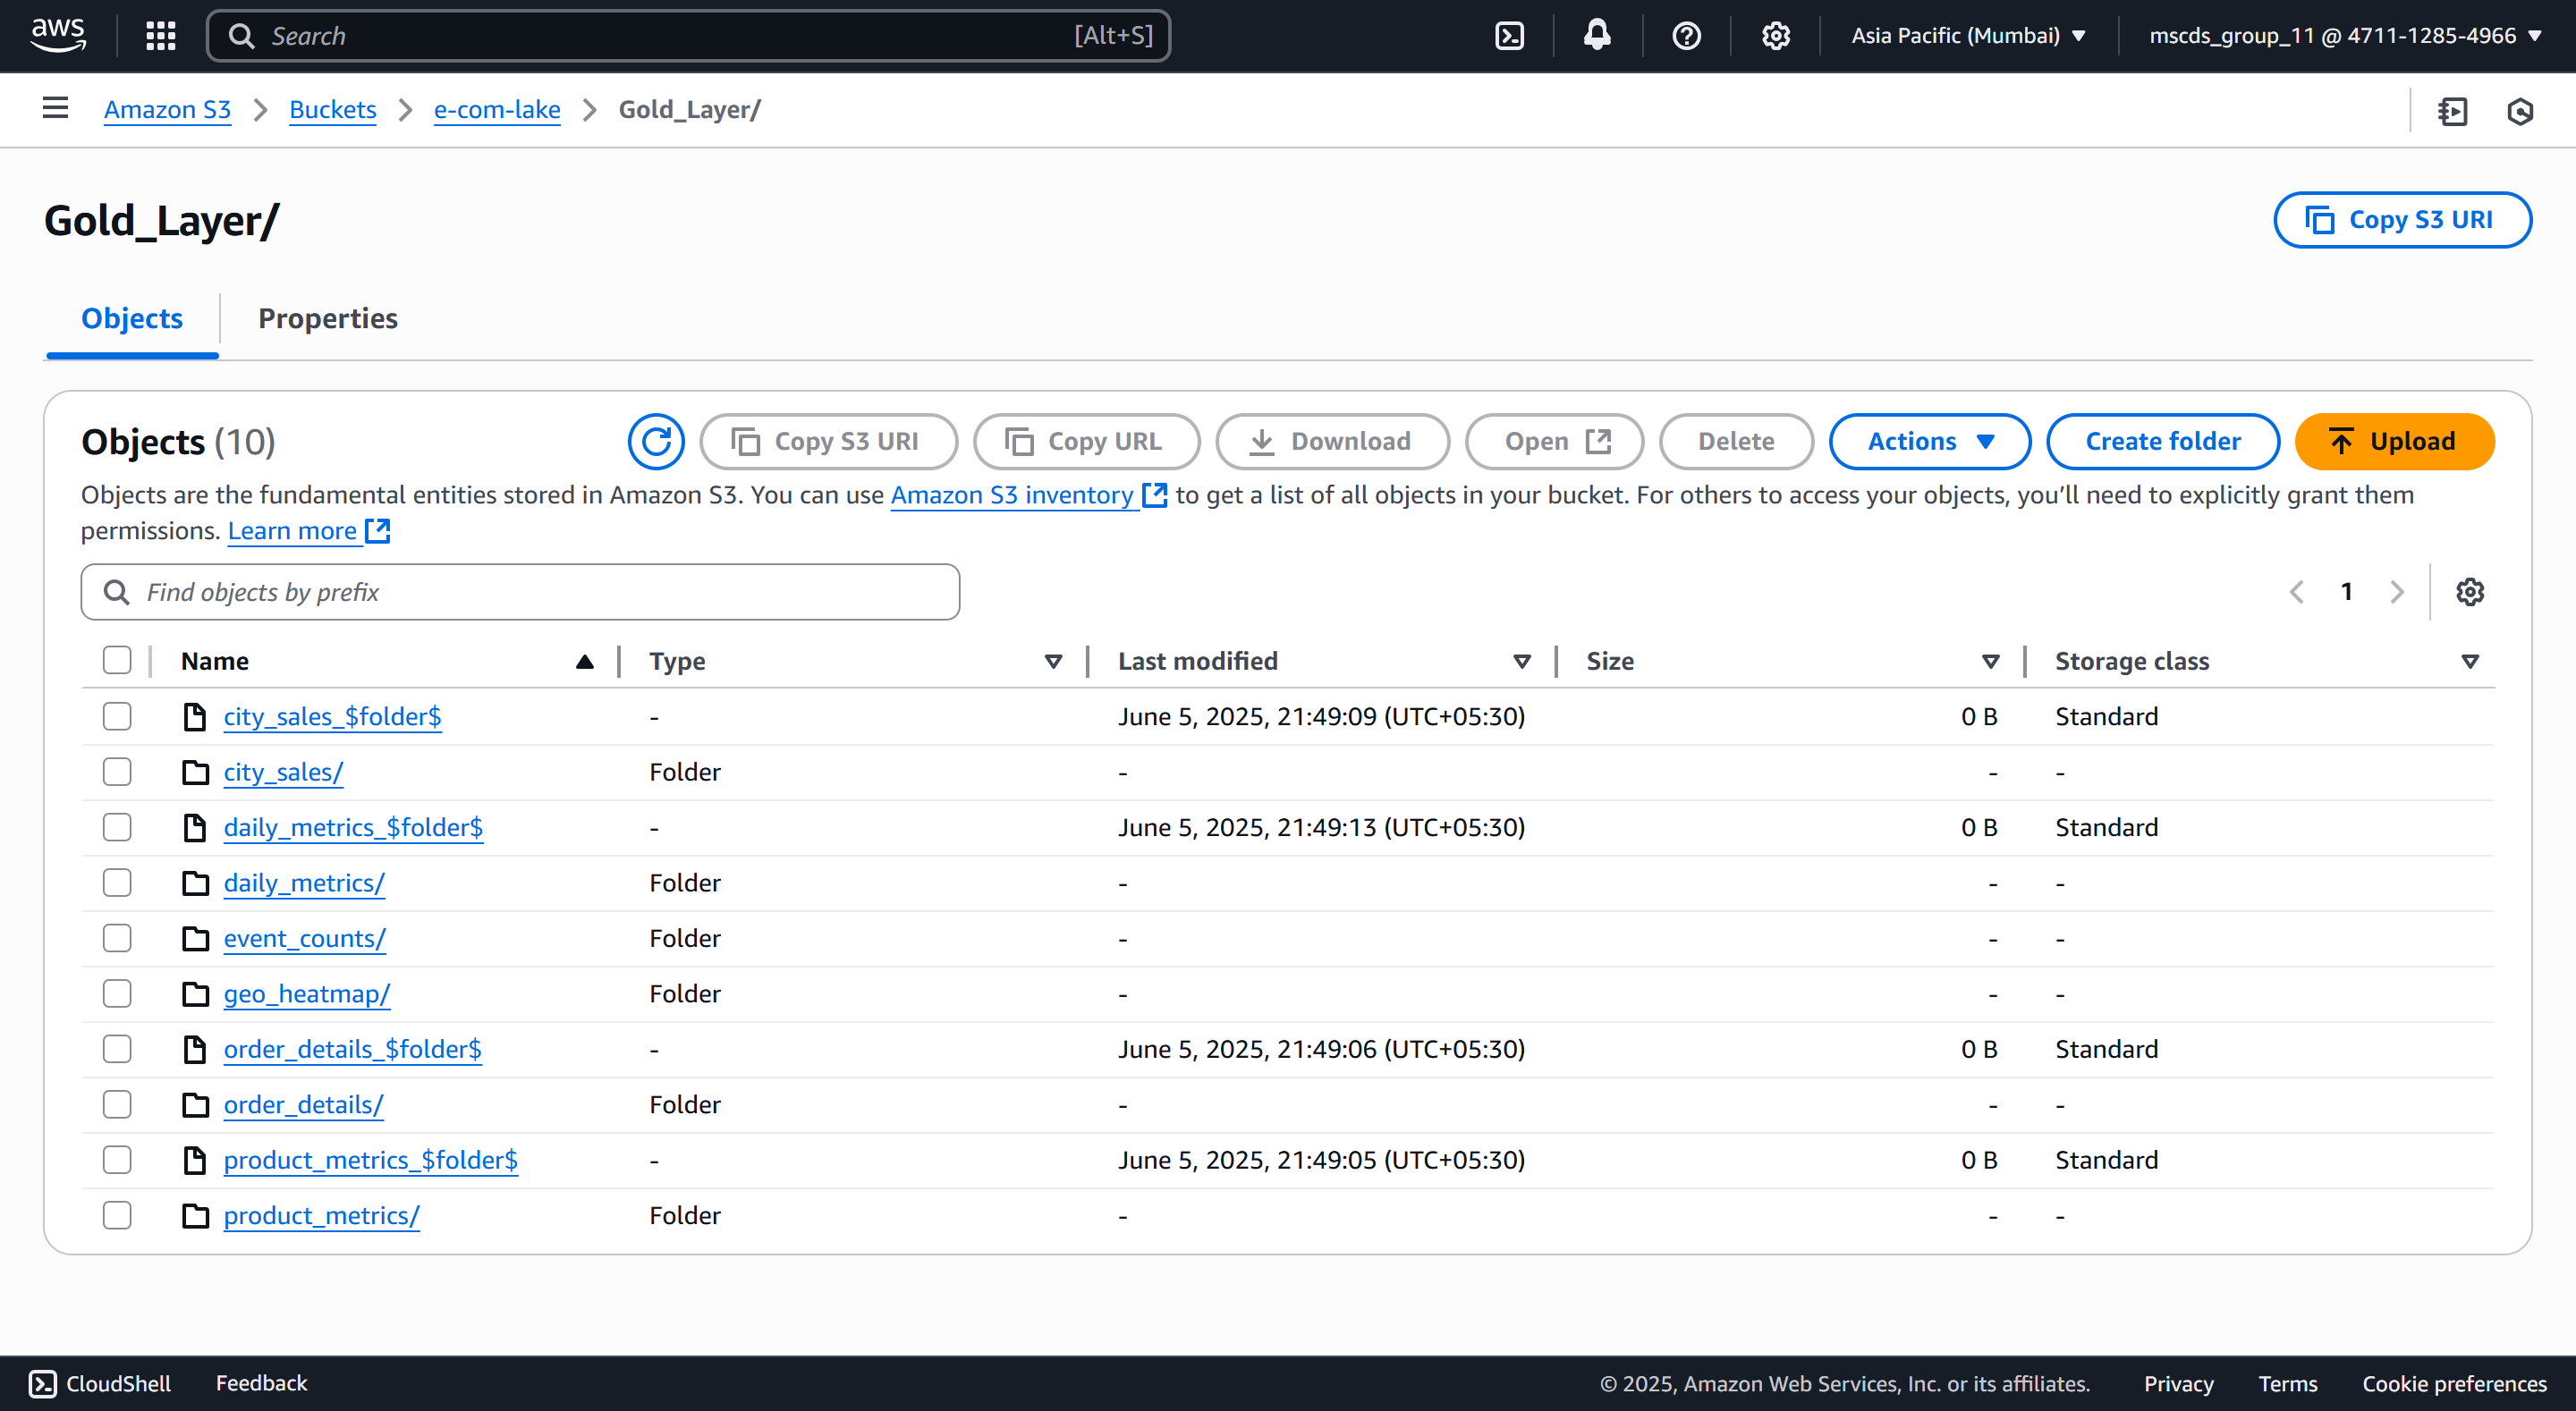 aws
Search [Alt+S] Asia Pacific (Mumbai) mscds_group_11 @ 4711-1285-4966
Amazon S3 Buckets e-com-lake Gold_Layer/
Gold_Layer/ Copy S3 URI
Objects Properties
Objects (10) Copy S3 URI Copy URL Download Open Delete Actions Create folder Upload
Objects are the fundamental entities stored in Amazon S3. You can use Amazon S3 inventory to get a list of all objects in your bucket. For others to access your objects, you’ll need to explicitly grant them
permissions. Learn more
Find objects by prefix 1
Name Type Last modified Size Storage class
city_sales_$folder$ - June 5, 2025, 21:49:09 (UTC+05:30) 0 B Standard
city_sales/ Folder - - -
daily_metrics_$folder$ - June 5, 2025, 21:49:13 (UTC+05:30) 0 B Standard
daily_metrics/ Folder - - -
event_counts/ Folder - - -
geo_heatmap/ Folder - - -
order_details_$folder$ - June 5, 2025, 21:49:06 (UTC+05:30) 0 B Standard
order_details/ Folder - - -
product_metrics_$folder$ - June 5, 2025, 21:49:05 (UTC+05:30) 0 B Standard
product_metrics/ Folder - - -
CloudShell Feedback © 2025, Amazon Web Services, Inc. or its affiliates. Privacy Terms Cookie preferences